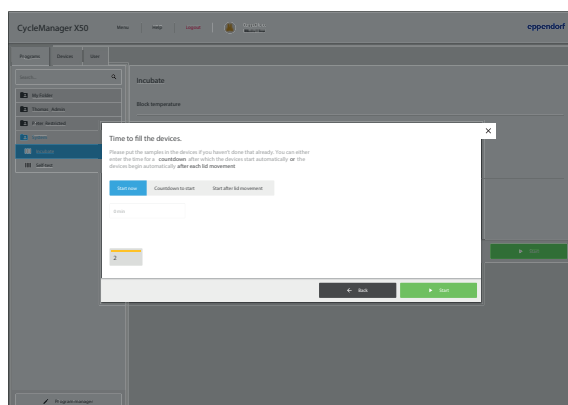 CycleManager X50
Menu
Help
Logout
eppendorf
Programs
Devices
User
Search...
Incubate
My Folder
Block temperature
Thomas_Admin
Time to fill the devices.
Please put the samples in the devices if you haven't done that already. You can either
enter the time for a countdown after which the devices start automatically or the
devices begin automatically after each lid movement
Start now
Countdown to start
Start after lid movement
2
Back
Start
Program manager